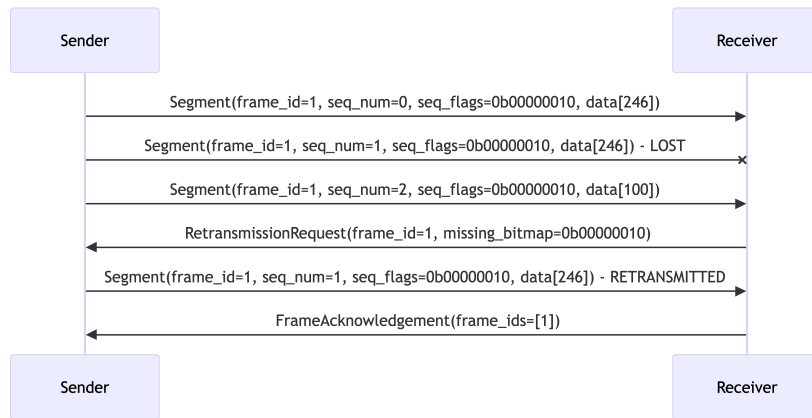 Sender Receiver
Segment(frame_id=1, seq_num=0, seq_flags=0b00000010, data[246])
Segment(frame_id=1, seq_num=1, seq_flags=0b00000010, data[246]) - LOST
Segment(frame_id=1, seq_num=2, seq_flags=0b00000010, data[100])
RetransmissionRequest(frame_id=1, missing_bitmap=0b00000010)
Segment(frame_id=1, seq_num=1, seq_flags=0b00000010, data[246]) - RETRANSMITTED
FrameAcknowledgement(frame_ids=[1])
Sender Receiver